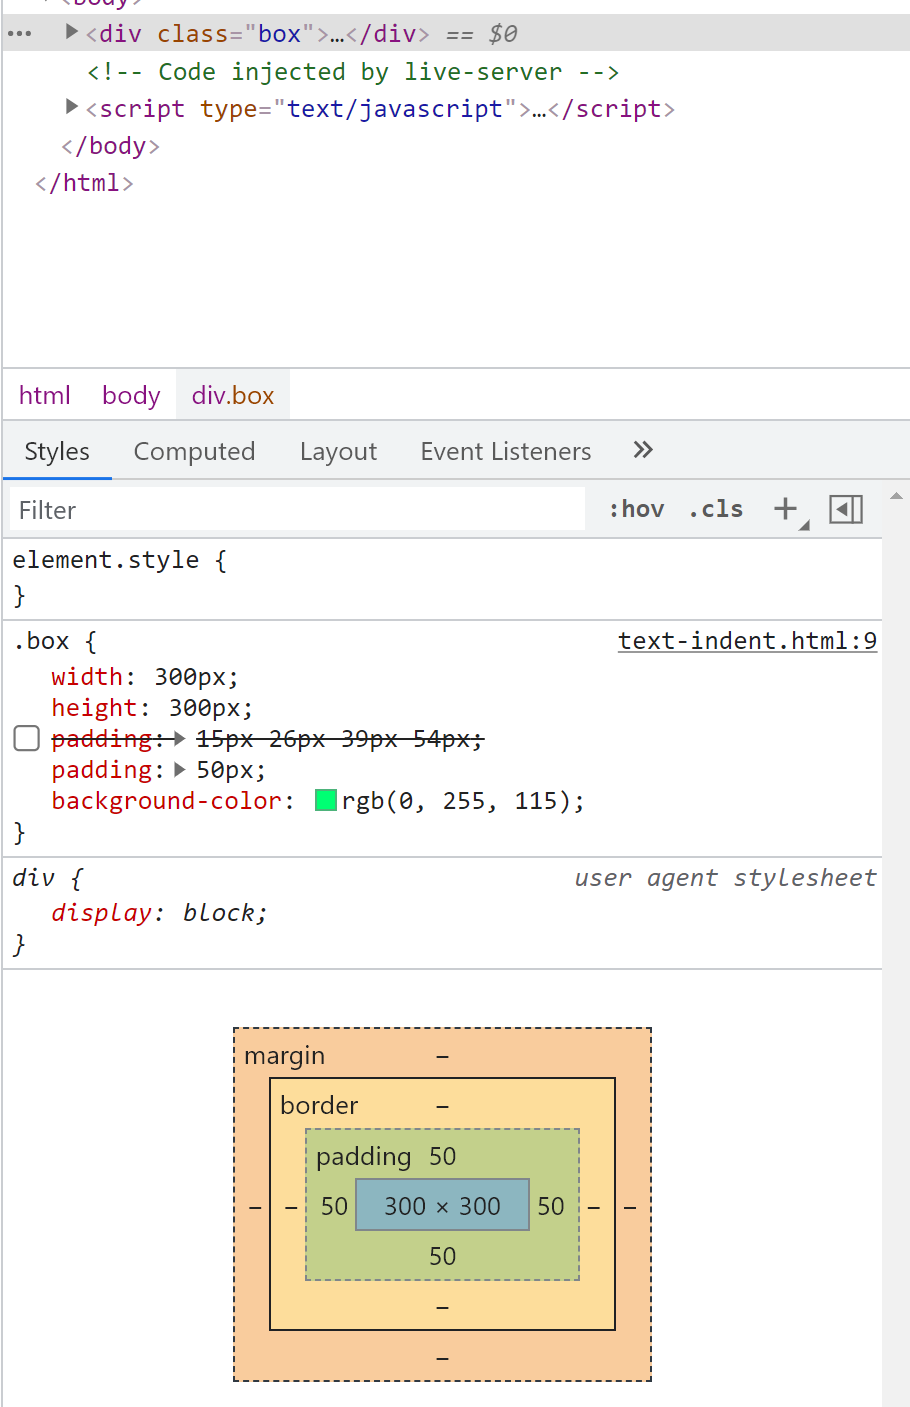 <body>
••• ▶ <div class="box">…</div> == $0
<!-- Code injected by live-server -->
▶ <script type="text/javascript">…</script>
</body>
</html>
html body div.box
Styles Computed Layout Event Listeners »
Filter :hov .cls +
element.style {
}
.box { text-indent.html:9
width: 300px;
height: 300px;
padding: ▶ 15px 26px 39px 54px;
padding: ▶ 50px;
background-color: rgb(0, 255, 115);
}
div { user agent stylesheet
display: block;
}
margin –
border –
padding 50
– – 50 300 × 300 50 – –
50
–
–